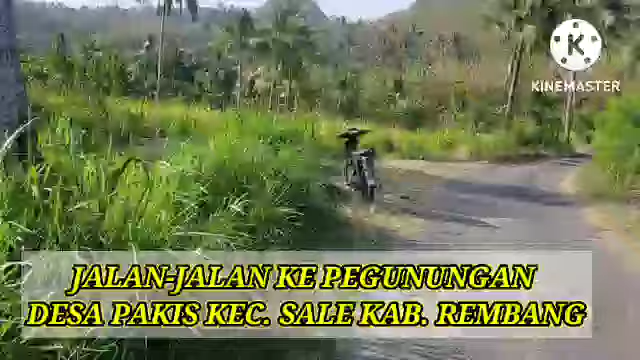 KINEMASTER
JALAN-JALAN KE PEGUNUNGAN
DESA PAKIS KEC. SALE KAB. REMBANG